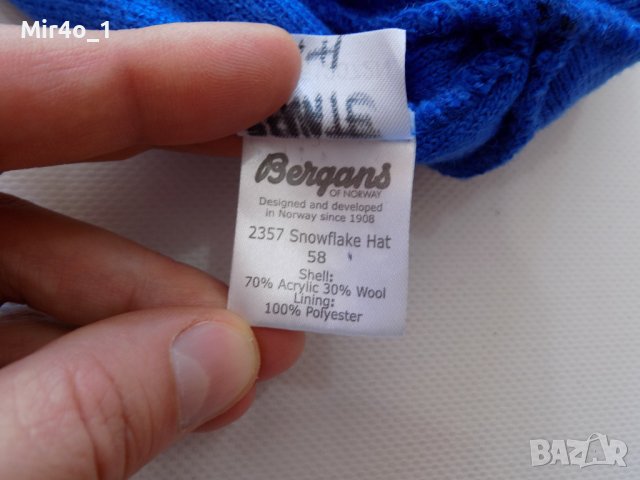 Mir4o_1
Bergans
OF NORWAY
Designed and developed
in Norway since 1908
2357 Snowflake Hat
58
Shell:
70% Acrylic 30% Wool
Lining:
100% Polyester
BAZAR